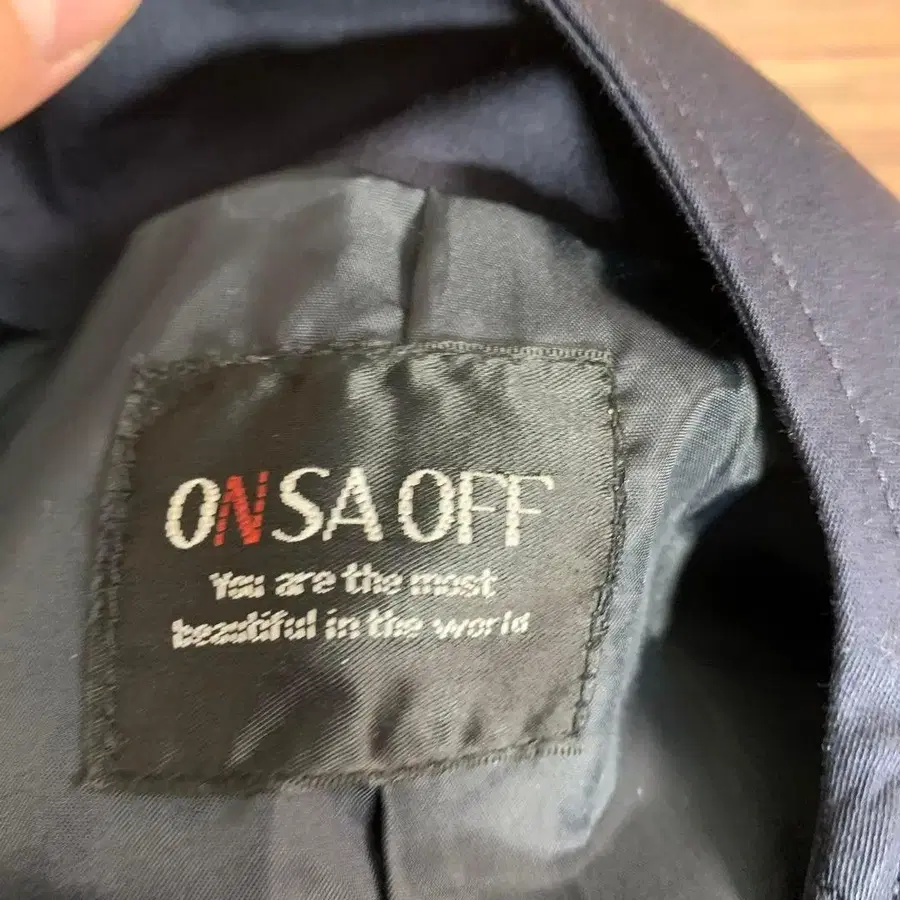 ONSA OFF
You are the most
beautiful in the world